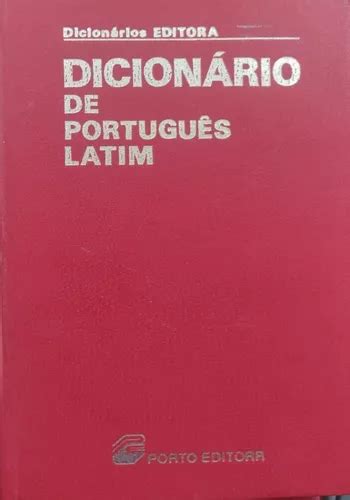 Dicionários EDITORA
DICIONÁRIO
DE
PORTUGUÊS
LATIM
PORTO EDITORA